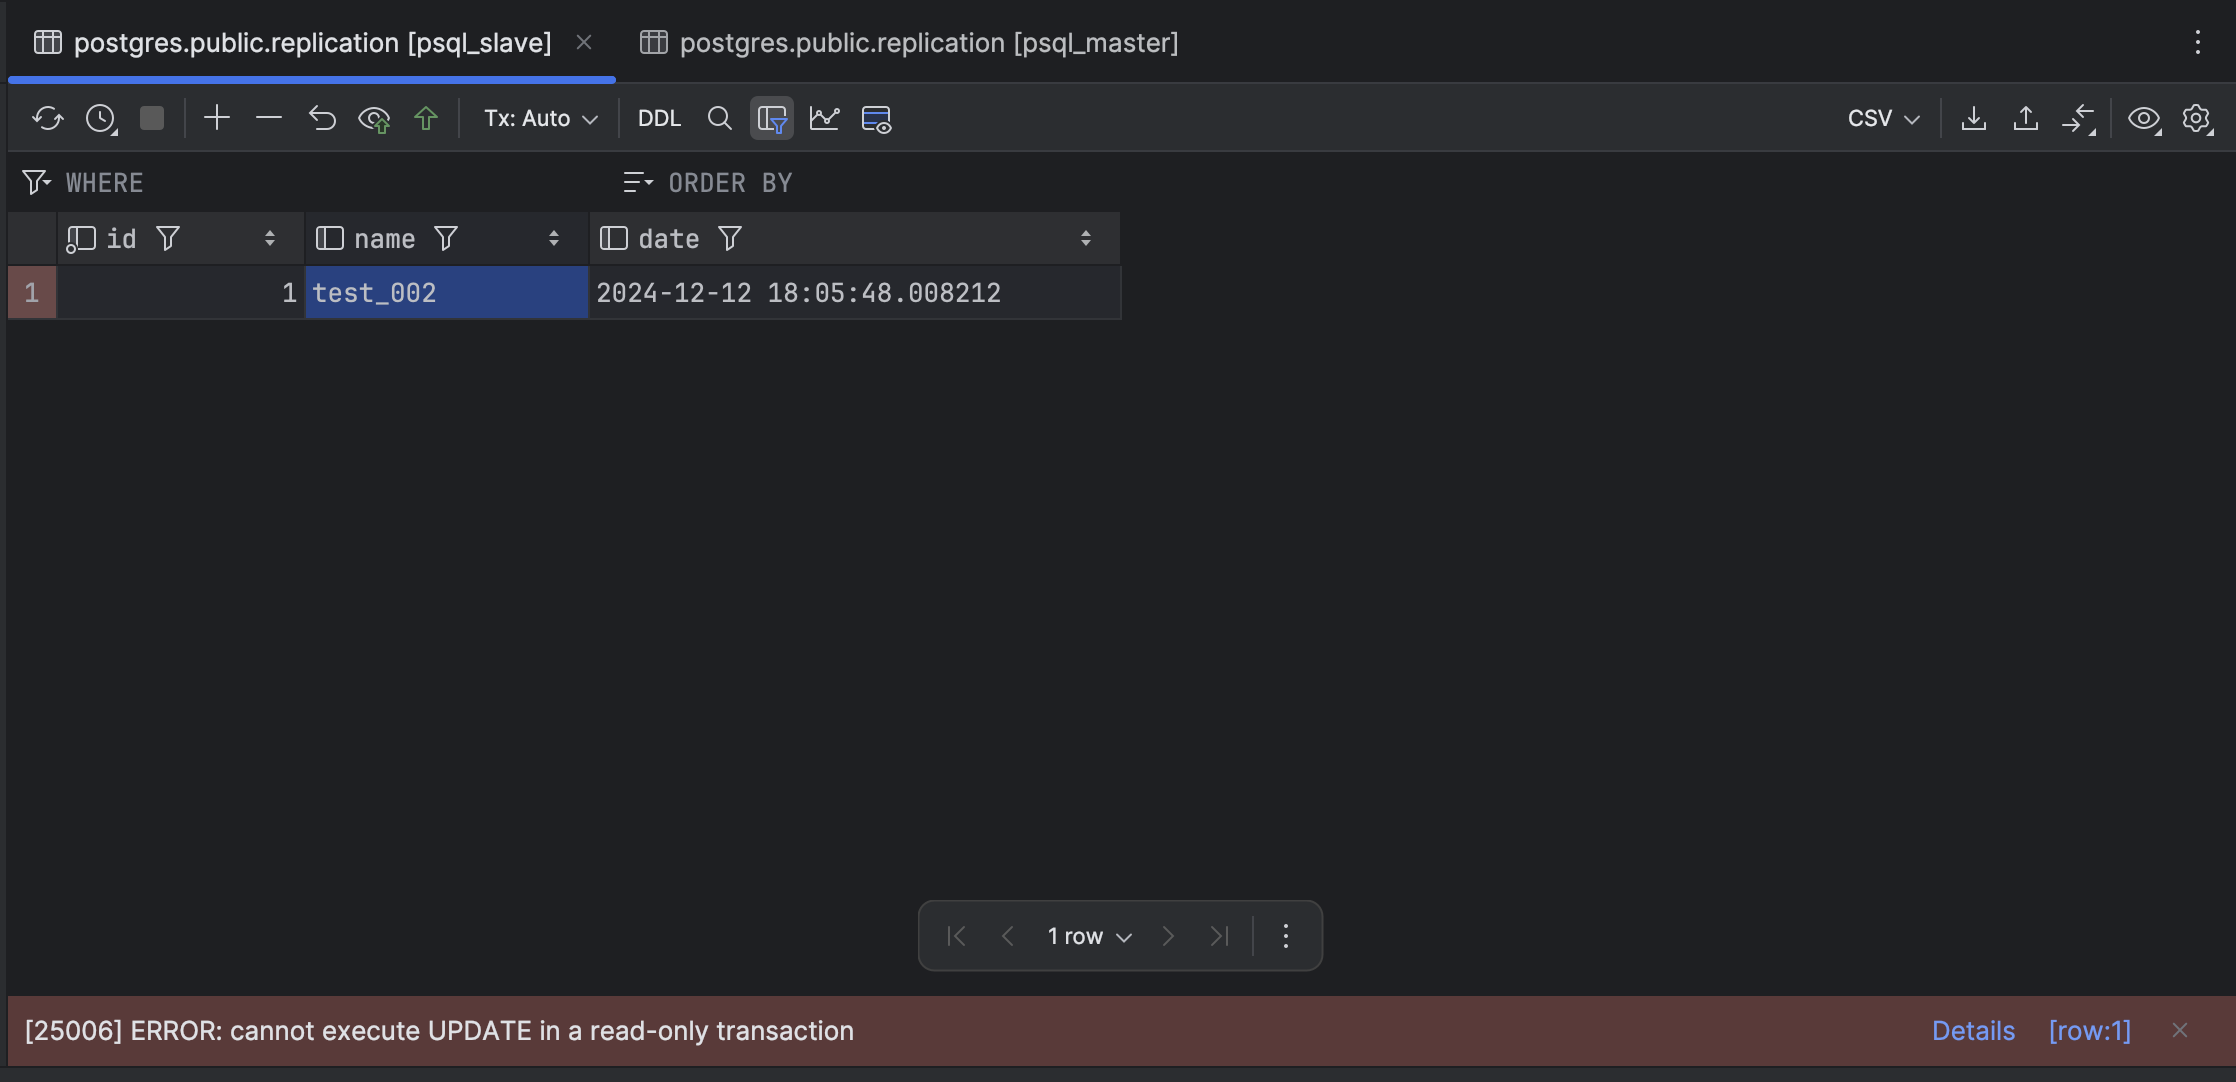 postgres.public.replication [psql_slave] postgres.public.replication [psql_master]
Tx: Auto DDL CSV
WHERE ORDER BY
id name date
1 1 test_002 2024-12-12 18:05:48.008212
1 row
[25006] ERROR: cannot execute UPDATE in a read-only transaction Details [row:1]